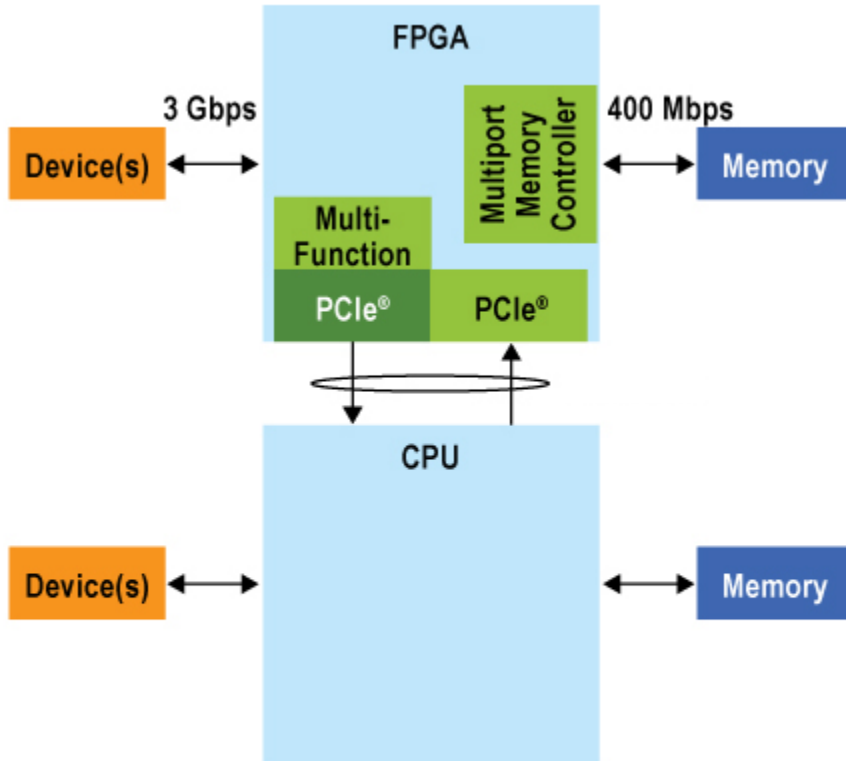 FPGA
3 Gbps
400 Mbps
Device(s)
Multiport
Memory
Controller
Memory
Multi-
Function
PCIe®
PCIe®
CPU
Device(s)
Memory